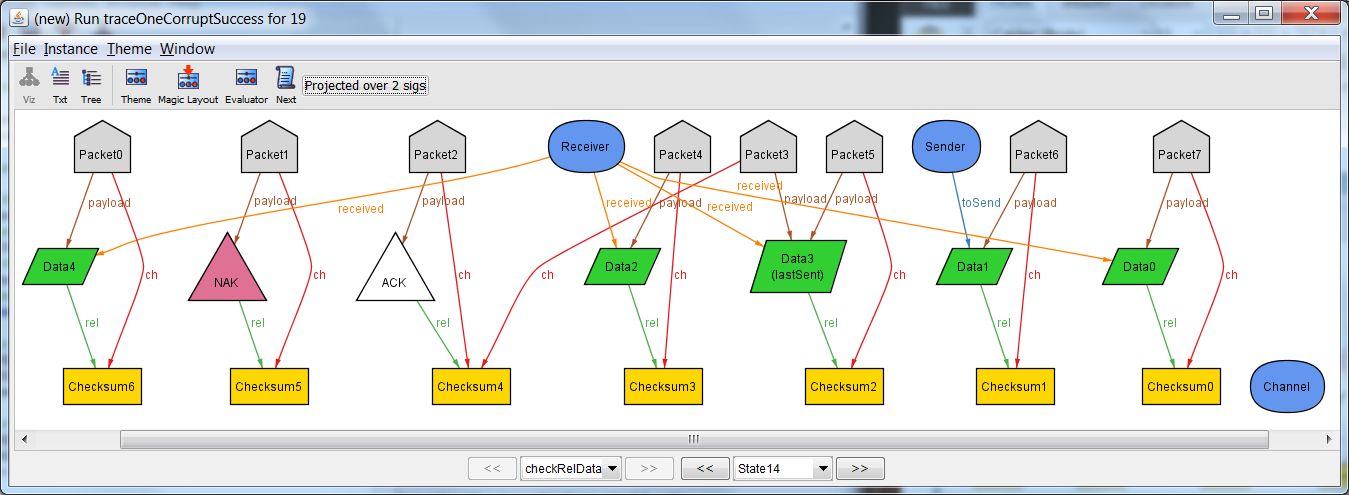 (new) Run traceOneCorruptSuccess for 19
File Instance Theme Window
Viz Txt Tree Theme Magic Layout Evaluator Next Projected over 2 sigs
Packet0 Packet1 Packet2 Receiver Packet4 Packet3 Packet5 Sender Packet6 Packet7
received
payload payload payload payload payload payload toSend payload payload
received received
Data4 NAK ACK Data2 Data3 Data1 Data0
(lastSent)
ch ch ch ch ch ch ch ch
rel rel rel rel rel rel rel
Checksum6 Checksum5 Checksum4 Checksum3 Checksum2 Checksum1 Checksum0 Channel
<< checkRelData >> << State14 >>